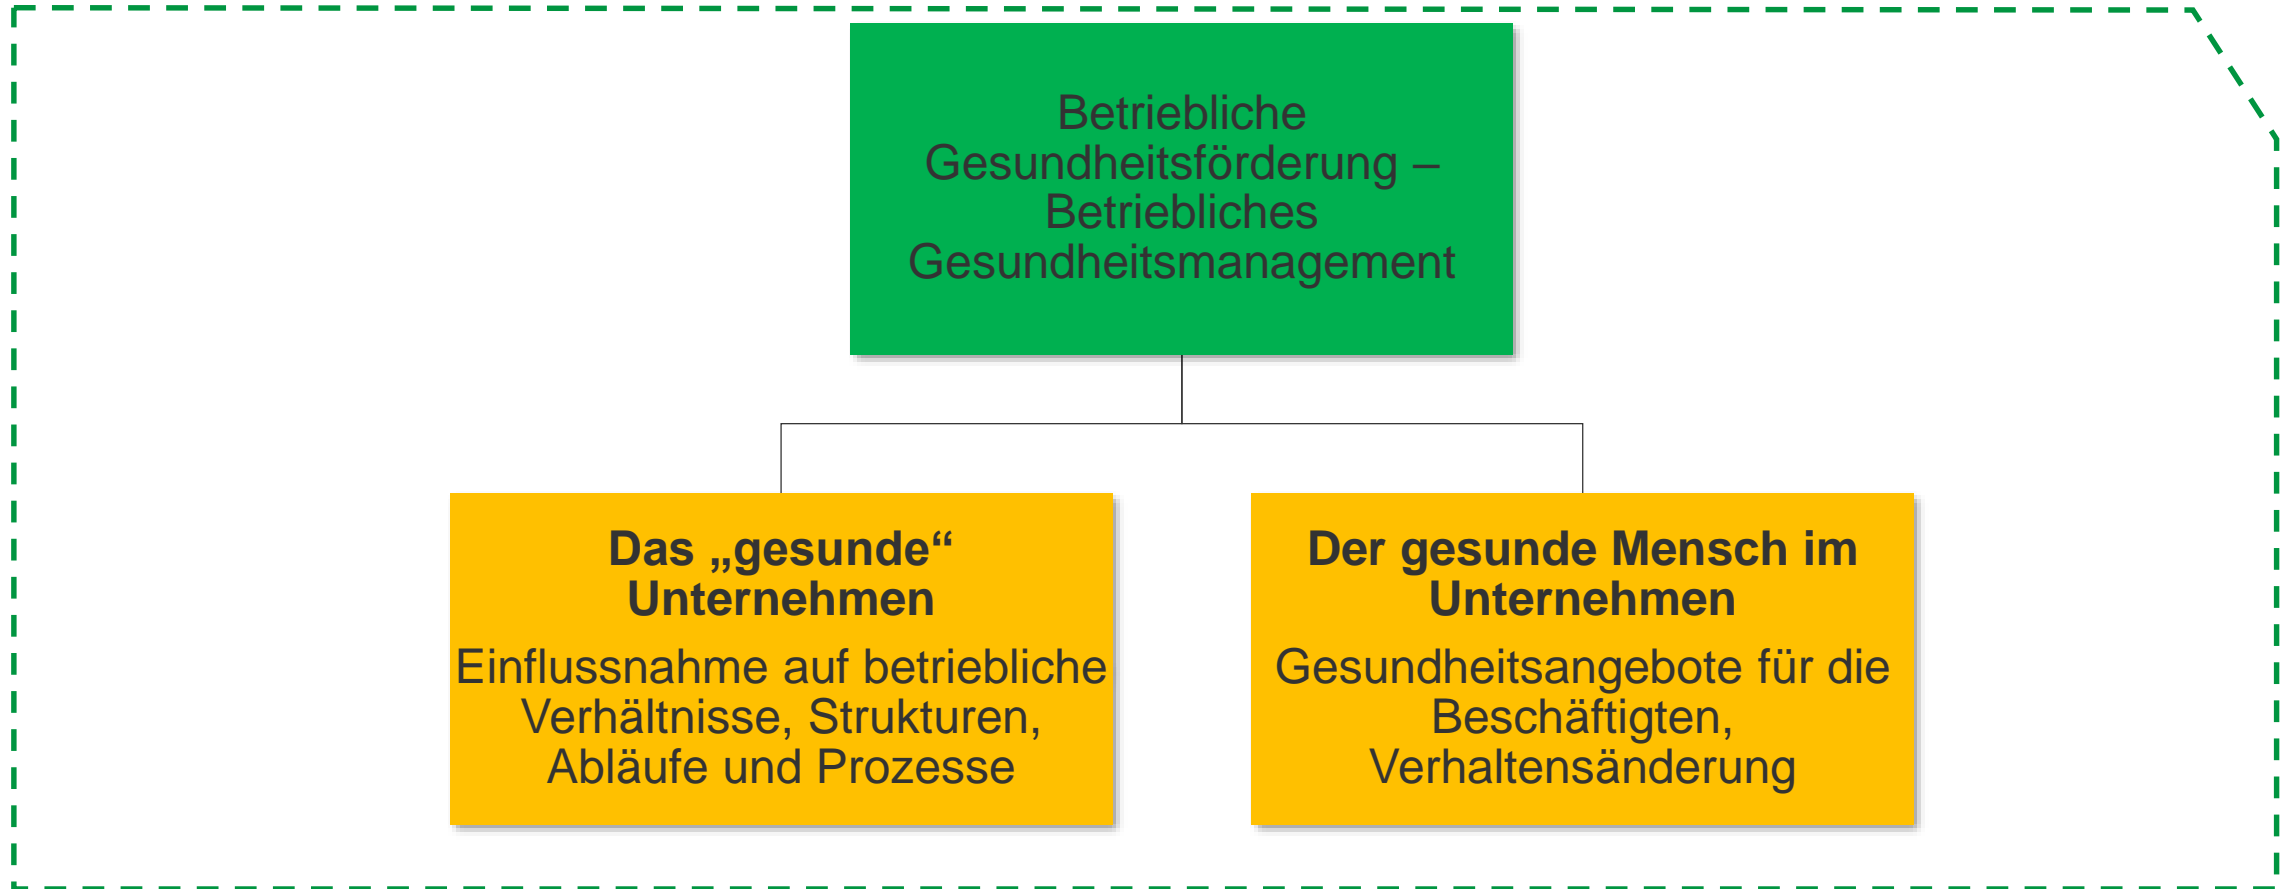 Betriebliche
Gesundheitsförderung –
Betriebliches
Gesundheitsmanagement
Das „gesunde“
Unternehmen
Einflussnahme auf betriebliche
Verhältnisse, Strukturen,
Abläufe und Prozesse
Der gesunde Mensch im
Unternehmen
Gesundheitsangebote für die
Beschäftigten,
Verhaltensänderung